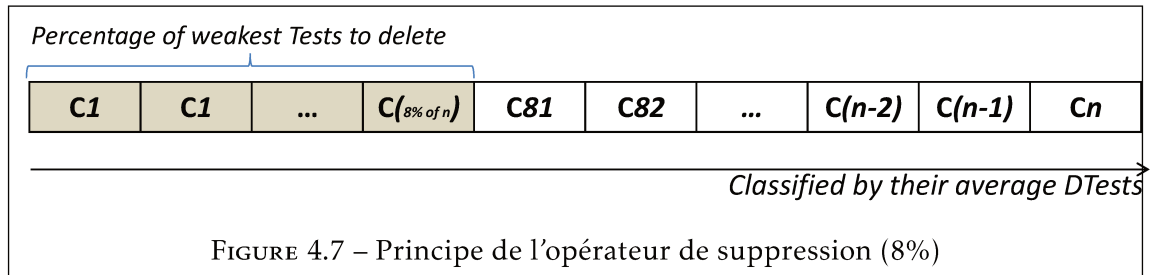 Percentage of weakest Tests to delete
C1 C1 ... C(8% of n) C81 C82 ... C(n-2) C(n-1) Cn
Classified by their average DTests
FIGURE 4.7 – Principe de l'opérateur de suppression (8%)